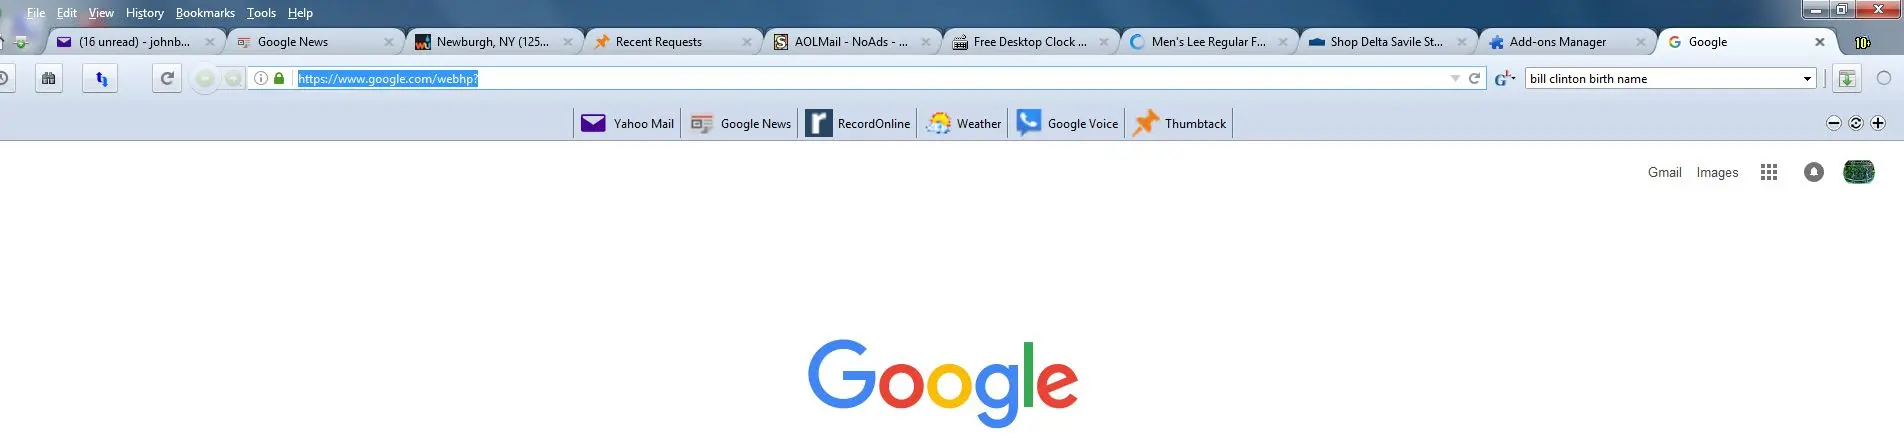 File Edit View History Bookmarks Tools Help
(16 unread) - johnb... Google News Newburgh, NY (125... Recent Requests AOLMail - NoAds - ... Free Desktop Clock ... Men's Lee Regular F... Shop Delta Savile St... Add-ons Manager Google 10+
https://www.google.com/webhp? bill clinton birth name
Yahoo Mail Google News RecordOnline Weather Google Voice Thumbtack
Gmail Images
Google